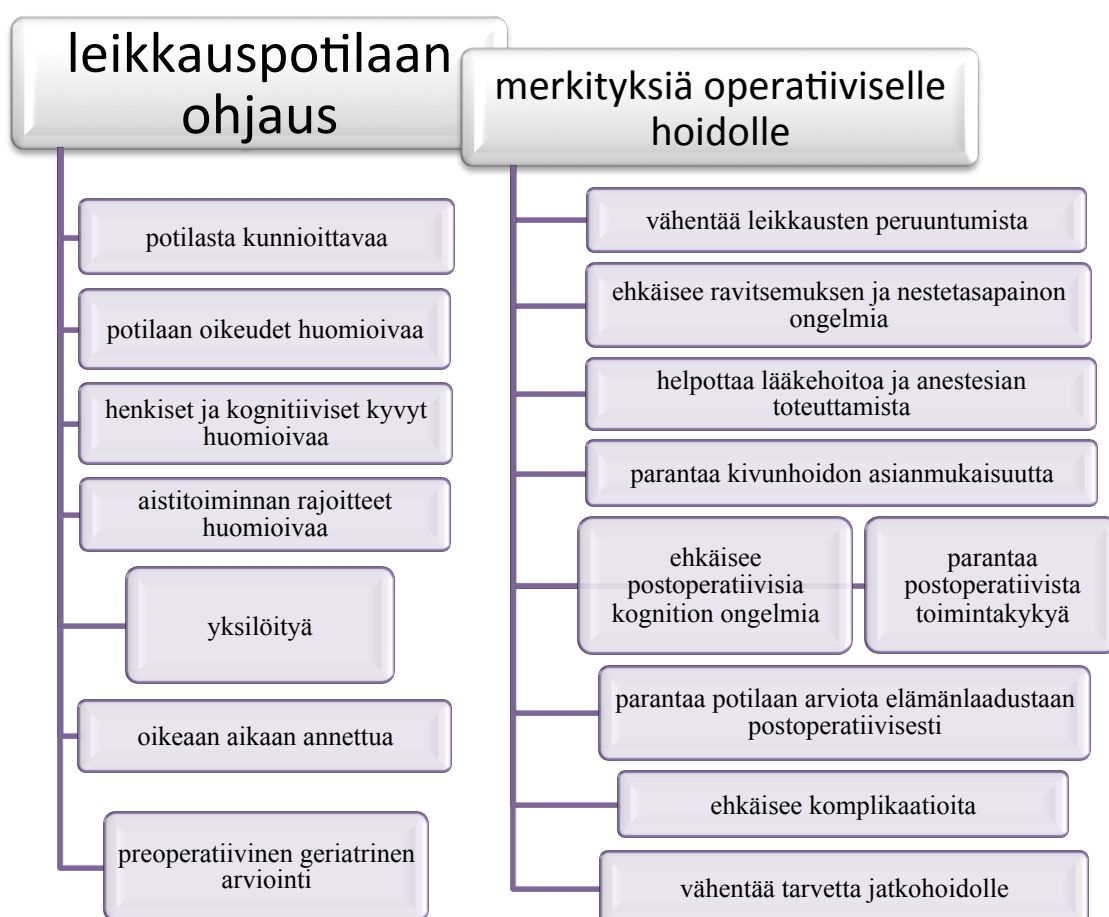 leikkauspotilaan
ohjaus
potilasta kunnioittavaa
potilaan oikeudet huomioivaa
henkiset ja kognitiiviset kyvyt
huomioivaa
aistitoiminnan rajoitteet
huomioivaa
yksilöityä
oikeaan aikaan annettua
preoperatiivinen geriatrinen
arviointi
merkityksiä operatiiviselle
hoidolle
vähentää leikkausten peruuntumista
ehkäisee ravitsemuksen ja nestetasapainon
ongelmia
helpottaa lääkehoitoa ja anestesian
toteuttamista
parantaa kivunhoidon asianmukaisuutta
ehkäisee
postoperatiivisia
kognition ongelmia
parantaa
postoperatiivista
toimintakykyä
parantaa potilaan arviota elämänlaadustaan
postoperatiivisesti
ehkäisee komplikaatioita
vähentää tarvetta jatkohoidolle